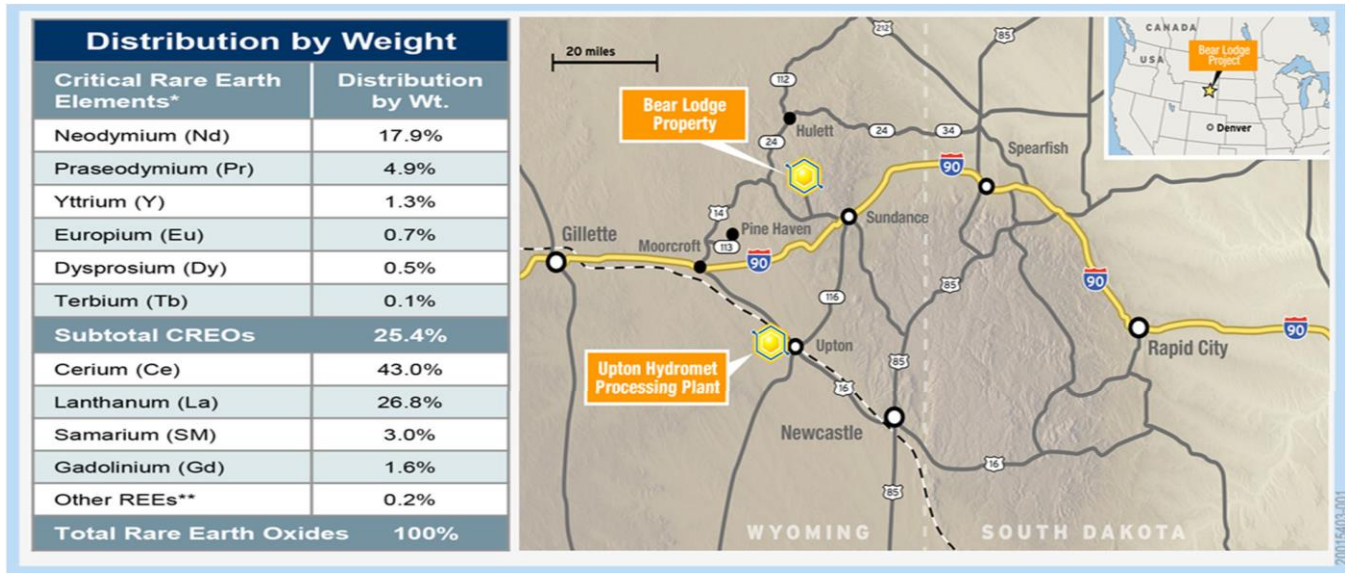 Distribution by Weight
Critical Rare Earth Elements*	Distribution by Wt.
Neodymium (Nd)	17.9%
Praseodymium (Pr)	4.9%
Yttrium (Y)	1.3%
Europium (Eu)	0.7%
Dysprosium (Dy)	0.5%
Terbium (Tb)	0.1%
Subtotal CREOs	25.4%
Cerium (Ce)	43.0%
Lanthanum (La)	26.8%
Samarium (SM)	3.0%
Gadolinium (Gd)	1.6%
Other REEs**	0.2%
Total Rare Earth Oxides	100%
20 miles
212
85
112
Bear Lodge
Property
Hulett
24
24
34
Spearfish
90
14
Sundance
Gillette
Moorcroft
Pine Haven
113
90
85
90
116
Upton
Upton Hydromet
Processing Plant
Rapid City
90
85
16
Newcastle
16
85
WYOMING
SOUTH DAKOTA
CANADA
USA
Bear Lodge
Project
Denver
20015403-001